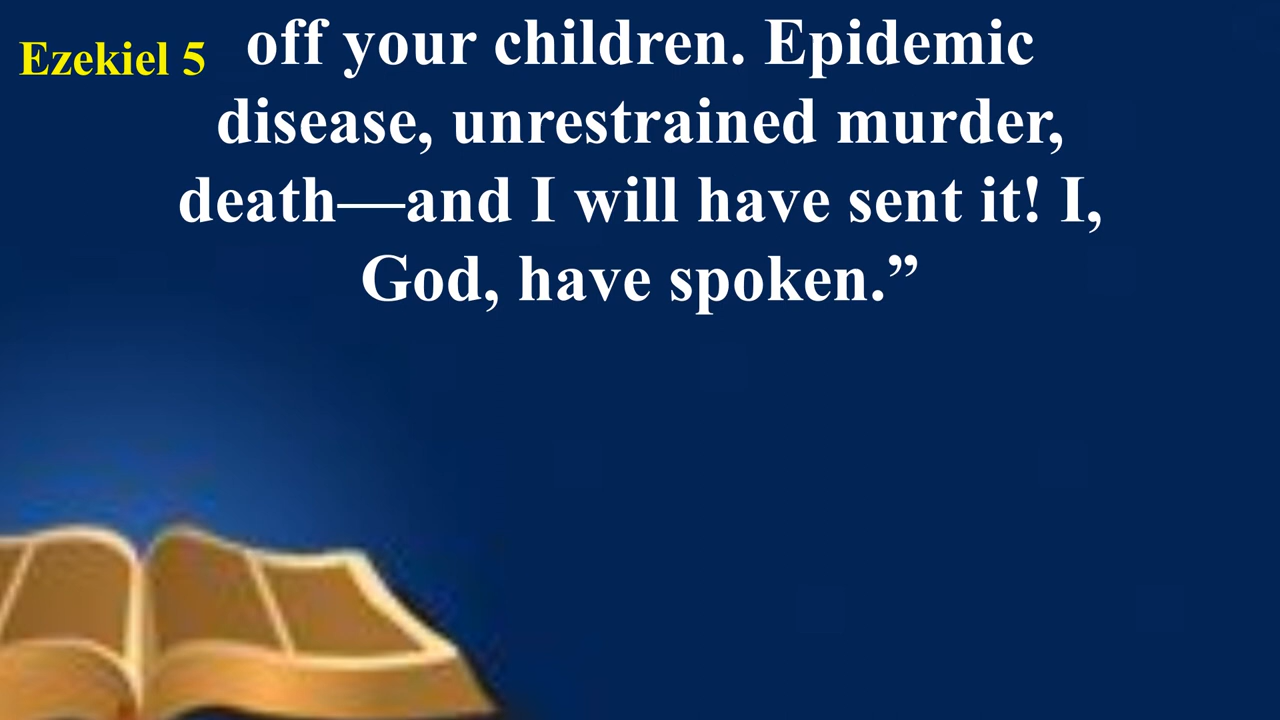 Ezekiel 5
off your children. Epidemic
disease, unrestrained murder,
death—and I will have sent it! I,
God, have spoken.”